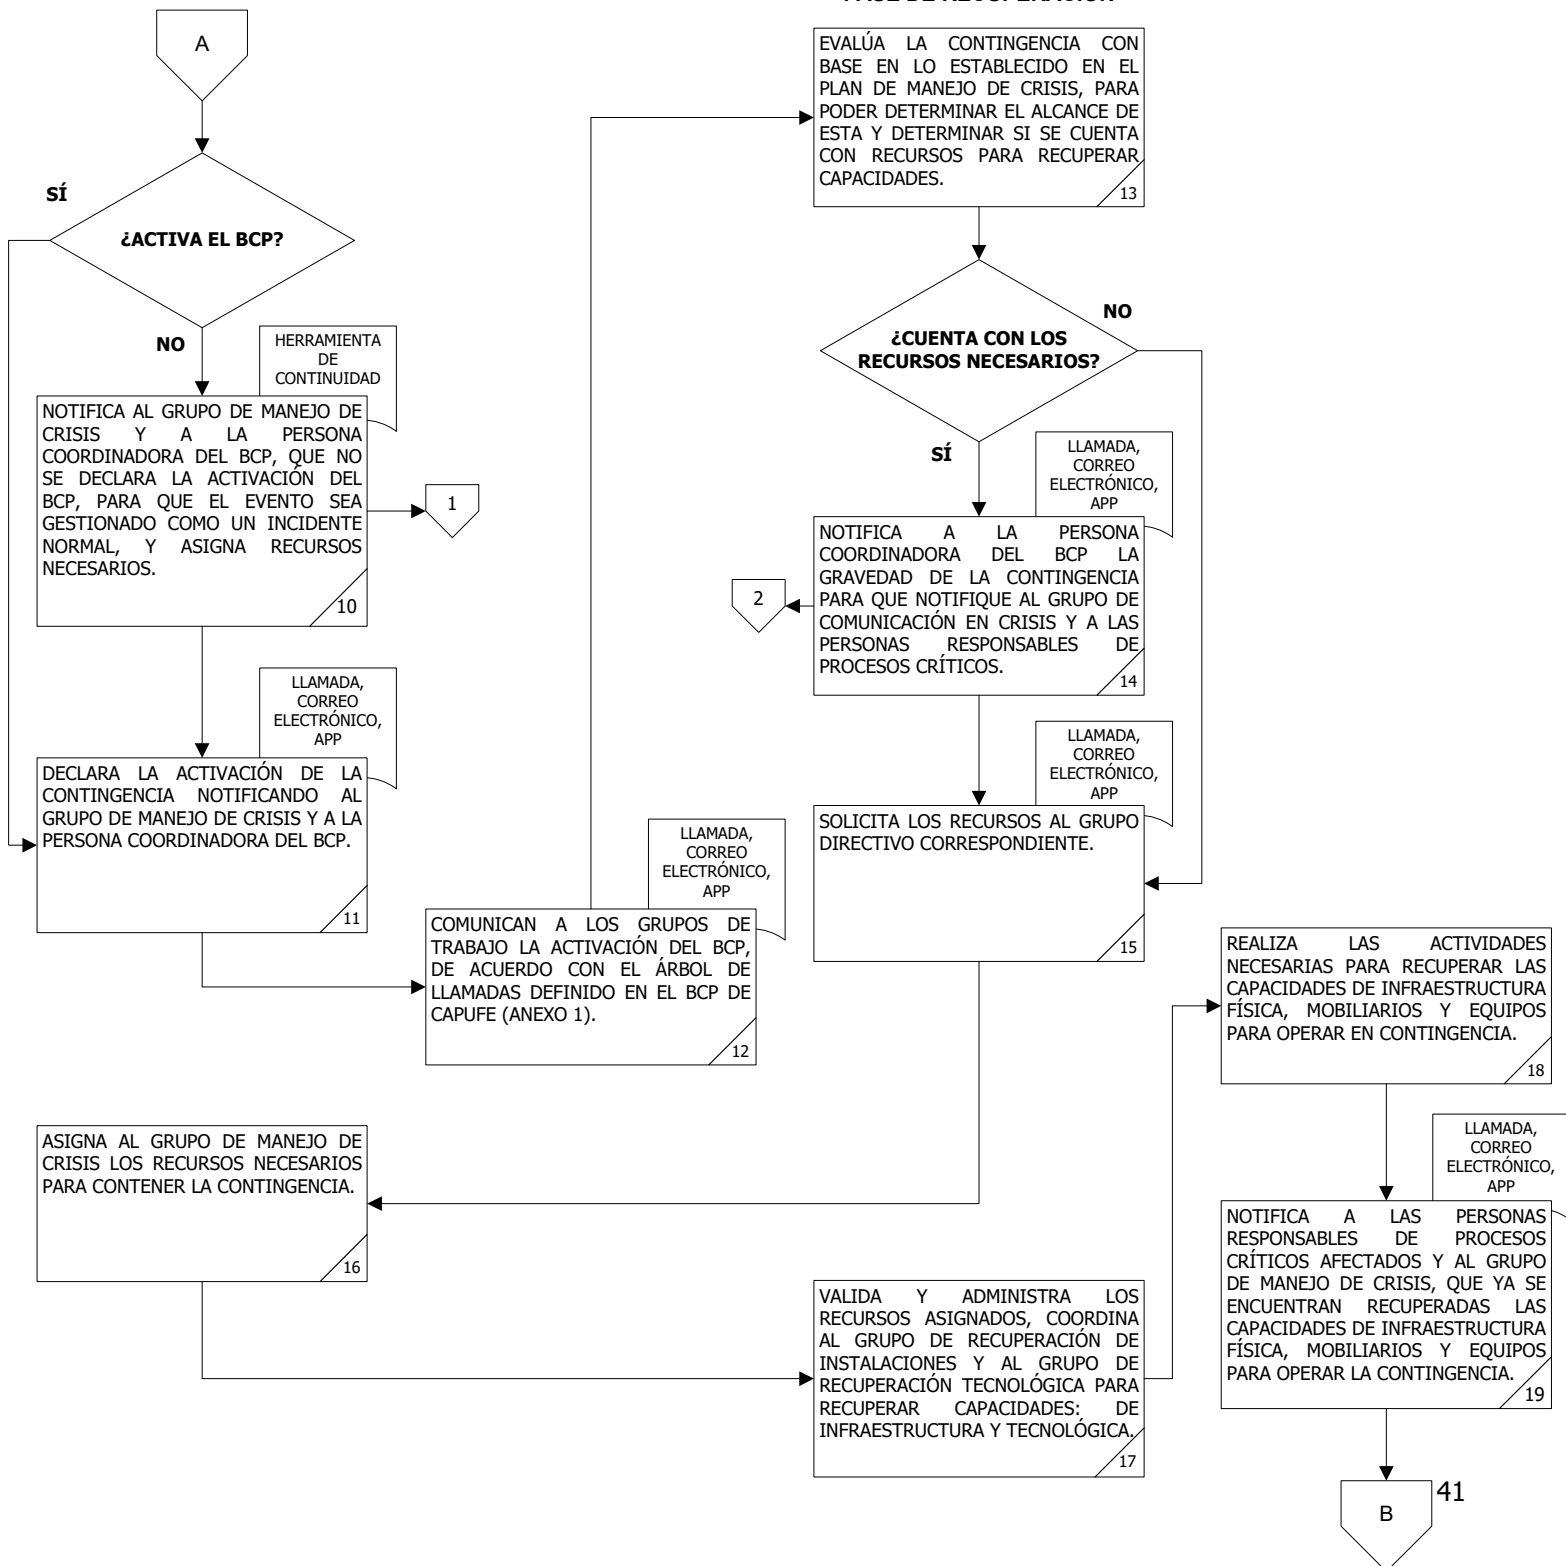 FASE DE RECUPERACIÓN
A
SÍ
¿ACTIVA EL BCP?
NO
HERRAMIENTA
DE
CONTINUIDAD
NOTIFICA AL GRUPO DE MANEJO DE
CRISIS Y A LA PERSONA
COORDINADORA DEL BCP, QUE NO
SE DECLARA LA ACTIVACIÓN DEL
BCP, PARA QUE EL EVENTO SEA
GESTIONADO COMO UN INCIDENTE
NORMAL, Y ASIGNA RECURSOS
NECESARIOS.
10
1
LLAMADA,
CORREO
ELECTRÓNICO,
APP
DECLARA LA ACTIVACIÓN DE LA
CONTINGENCIA NOTIFICANDO AL
GRUPO DE MANEJO DE CRISIS Y A LA
PERSONA COORDINADORA DEL BCP.
11
LLAMADA,
CORREO
ELECTRÓNICO,
APP
COMUNICAN A LOS GRUPOS DE
TRABAJO LA ACTIVACIÓN DEL BCP,
DE ACUERDO CON EL ÁRBOL DE
LLAMADAS DEFINIDO EN EL BCP DE
CAPUFE (ANEXO 1).
12
EVALÚA LA CONTINGENCIA CON
BASE EN LO ESTABLECIDO EN EL
PLAN DE MANEJO DE CRISIS, PARA
PODER DETERMINAR EL ALCANCE DE
ESTA Y DETERMINAR SI SE CUENTA
CON RECURSOS PARA RECUPERAR
CAPACIDADES.
13
¿CUENTA CON LOS
RECURSOS NECESARIOS?
NO
SÍ
LLAMADA,
CORREO
ELECTRÓNICO,
APP
NOTIFICA A LA PERSONA
COORDINADORA DEL BCP LA
GRAVEDAD DE LA CONTINGENCIA
PARA QUE NOTIFIQUE AL GRUPO DE
COMUNICACIÓN EN CRISIS Y A LAS
PERSONAS RESPONSABLES DE
PROCESOS CRÍTICOS.
14
2
LLAMADA,
CORREO
ELECTRÓNICO,
APP
SOLICITA LOS RECURSOS AL GRUPO
DIRECTIVO CORRESPONDIENTE.
15
ASIGNA AL GRUPO DE MANEJO DE
CRISIS LOS RECURSOS NECESARIOS
PARA CONTENER LA CONTINGENCIA.
16
VALIDA Y ADMINISTRA LOS
RECURSOS ASIGNADOS, COORDINA
AL GRUPO DE RECUPERACIÓN DE
INSTALACIONES Y AL GRUPO DE
RECUPERACIÓN TECNOLÓGICA PARA
RECUPERAR CAPACIDADES: DE
INFRAESTRUCTURA Y TECNOLÓGICA.
17
REALIZA LAS ACTIVIDADES
NECESARIAS PARA RECUPERAR LAS
CAPACIDADES DE INFRAESTRUCTURA
FÍSICA, MOBILIARIOS Y EQUIPOS
PARA OPERAR EN CONTINGENCIA.
18
LLAMADA,
CORREO
ELECTRÓNICO,
APP
NOTIFICA A LAS PERSONAS
RESPONSABLES DE PROCESOS
CRÍTICOS AFECTADOS Y AL GRUPO
DE MANEJO DE CRISIS, QUE YA SE
ENCUENTRAN RECUPERADAS LAS
CAPACIDADES DE INFRAESTRUCTURA
FÍSICA, MOBILIARIOS Y EQUIPOS
PARA OPERAR LA CONTINGENCIA.
19
B
41